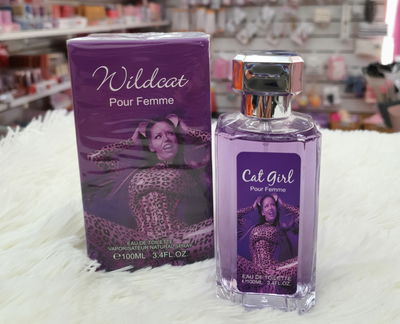 Wildcat
Pour Femme
EAU DE TOILETTE
VAPORISATEUR NATURAL SPRAY
℮100ML 3.4FL.OZ
Cat Girl
Pour Femme
EAU DE TOILETTE
℮100ML 3.4FL.OZ